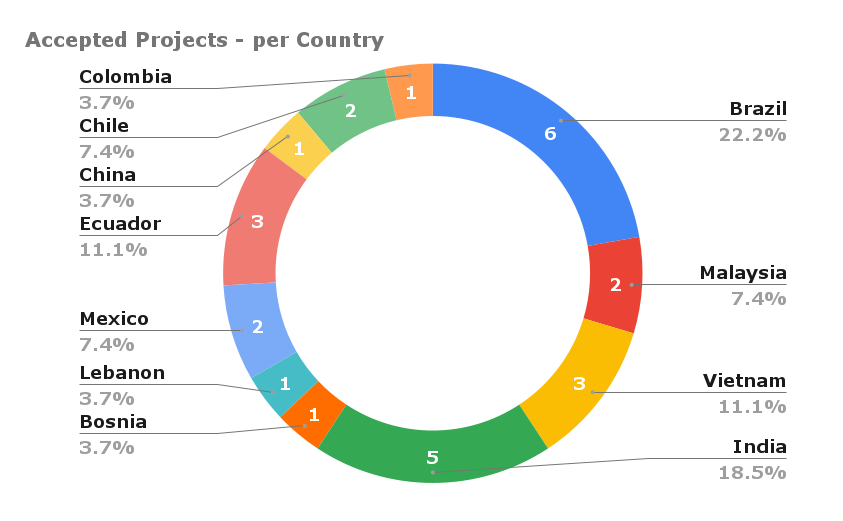 Accepted Projects - per Country
Colombia
3.7%
Chile
7.4%
China
3.7%
Ecuador
11.1%
Mexico
7.4%
Lebanon
3.7%
Bosnia
3.7%
1
2
1
3
2
1
1
5
6
2
3
Brazil
22.2%
Malaysia
7.4%
Vietnam
11.1%
India
18.5%